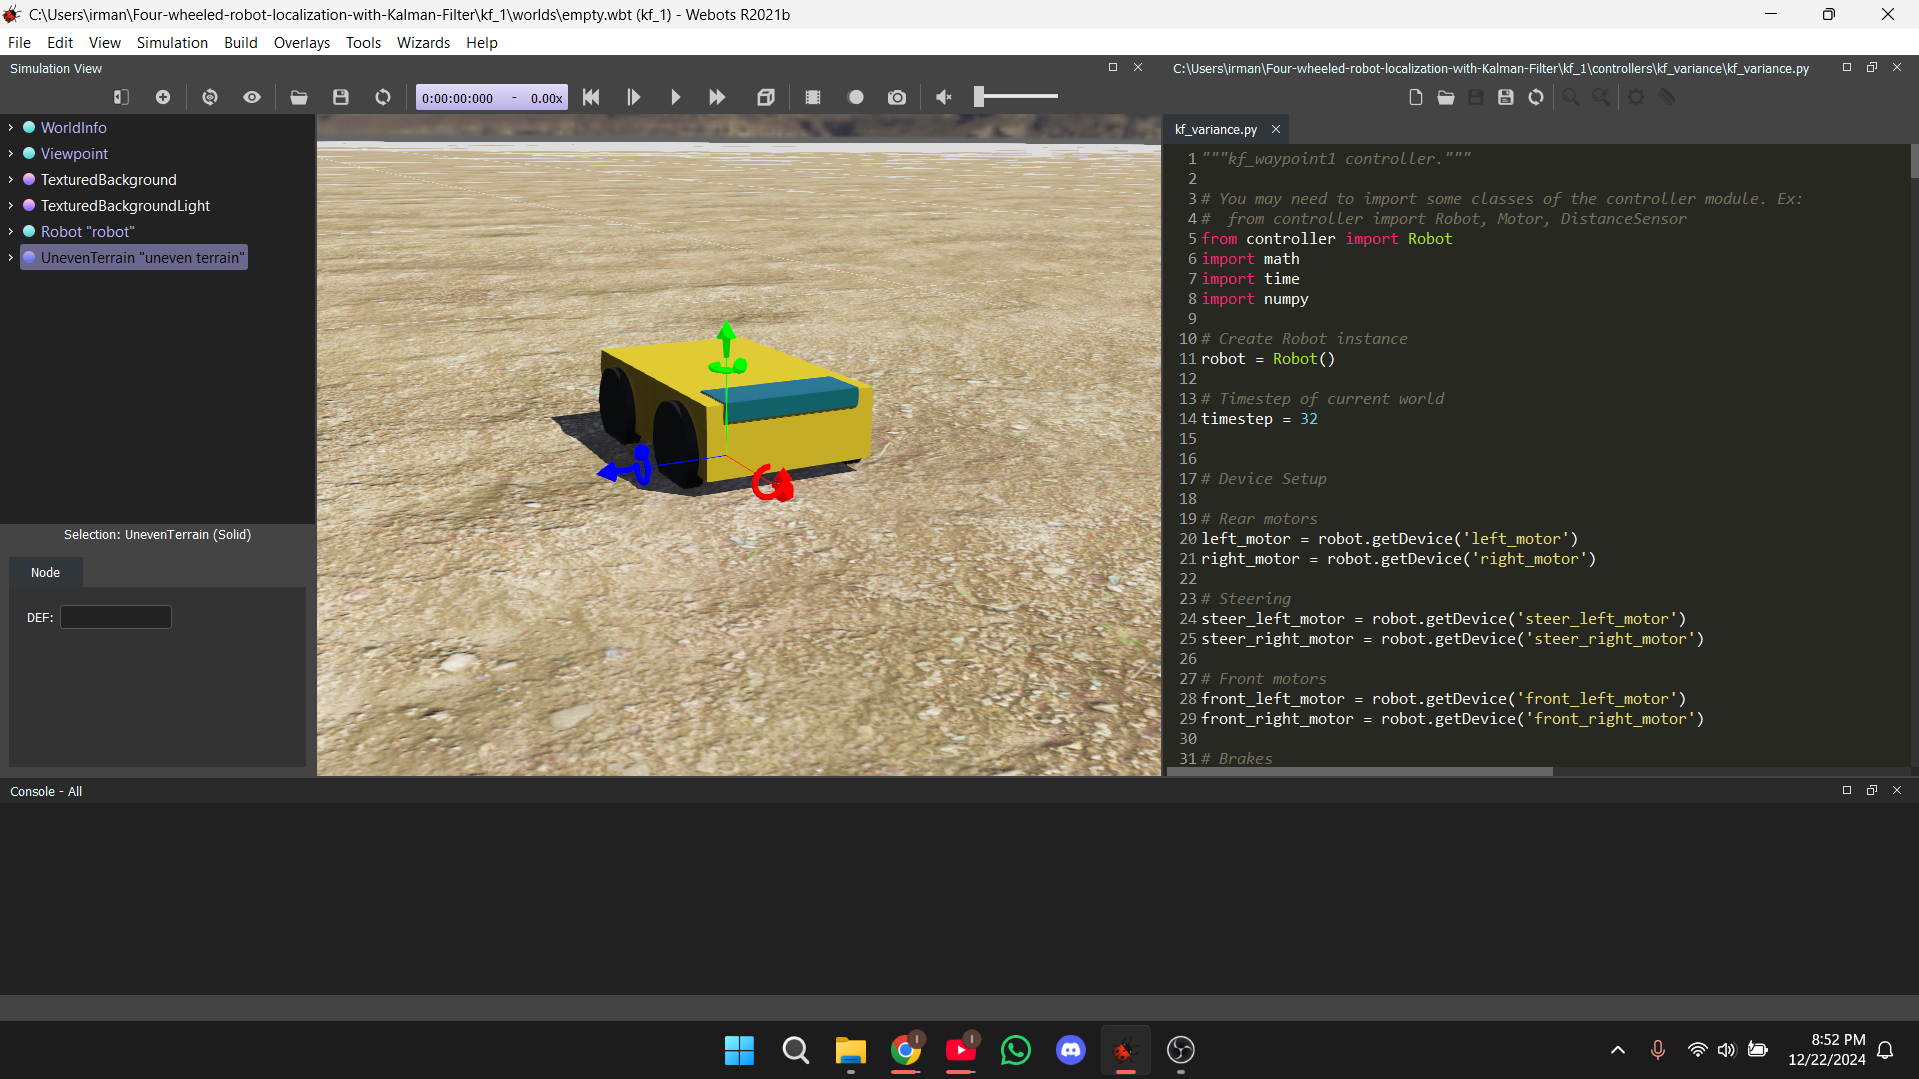 C:\Users\irman\Four-wheeled-robot-localization-with-Kalman-Filter\kf_1\worlds\empty.wbt (kf_1) - Webots R2021b
File Edit View Simulation Build Overlays Tools Wizards Help
Simulation View
0:00:00:000 - 0.00x
WorldInfo
Viewpoint
TexturedBackground
TexturedBackgroundLight
Robot "robot"
UnevenTerrain "uneven terrain"
Selection: UnevenTerrain (Solid)
Node
DEF:
C:\Users\irman\Four-wheeled-robot-localization-with-Kalman-Filter\kf_1\controllers\kf_variance\kf_variance.py
kf_variance.py
1 """kf_waypoint1 controller."""
2
3 # You may need to import some classes of the controller module. Ex:
4 #  from controller import Robot, Motor, DistanceSensor
5 from controller import Robot
6 import math
7 import time
8 import numpy
9
10 # Create Robot instance
11 robot = Robot()
12
13 # Timestep of current world
14 timestep = 32
15
16
17 # Device Setup
18
19 # Rear motors
20 left_motor = robot.getDevice('left_motor')
21 right_motor = robot.getDevice('right_motor')
22
23 # Steering
24 steer_left_motor = robot.getDevice('steer_left_motor')
25 steer_right_motor = robot.getDevice('steer_right_motor')
26
27 # Front motors
28 front_left_motor = robot.getDevice('front_left_motor')
29 front_right_motor = robot.getDevice('front_right_motor')
30
31 # Brakes
Console - All
8:52 PM
12/22/2024